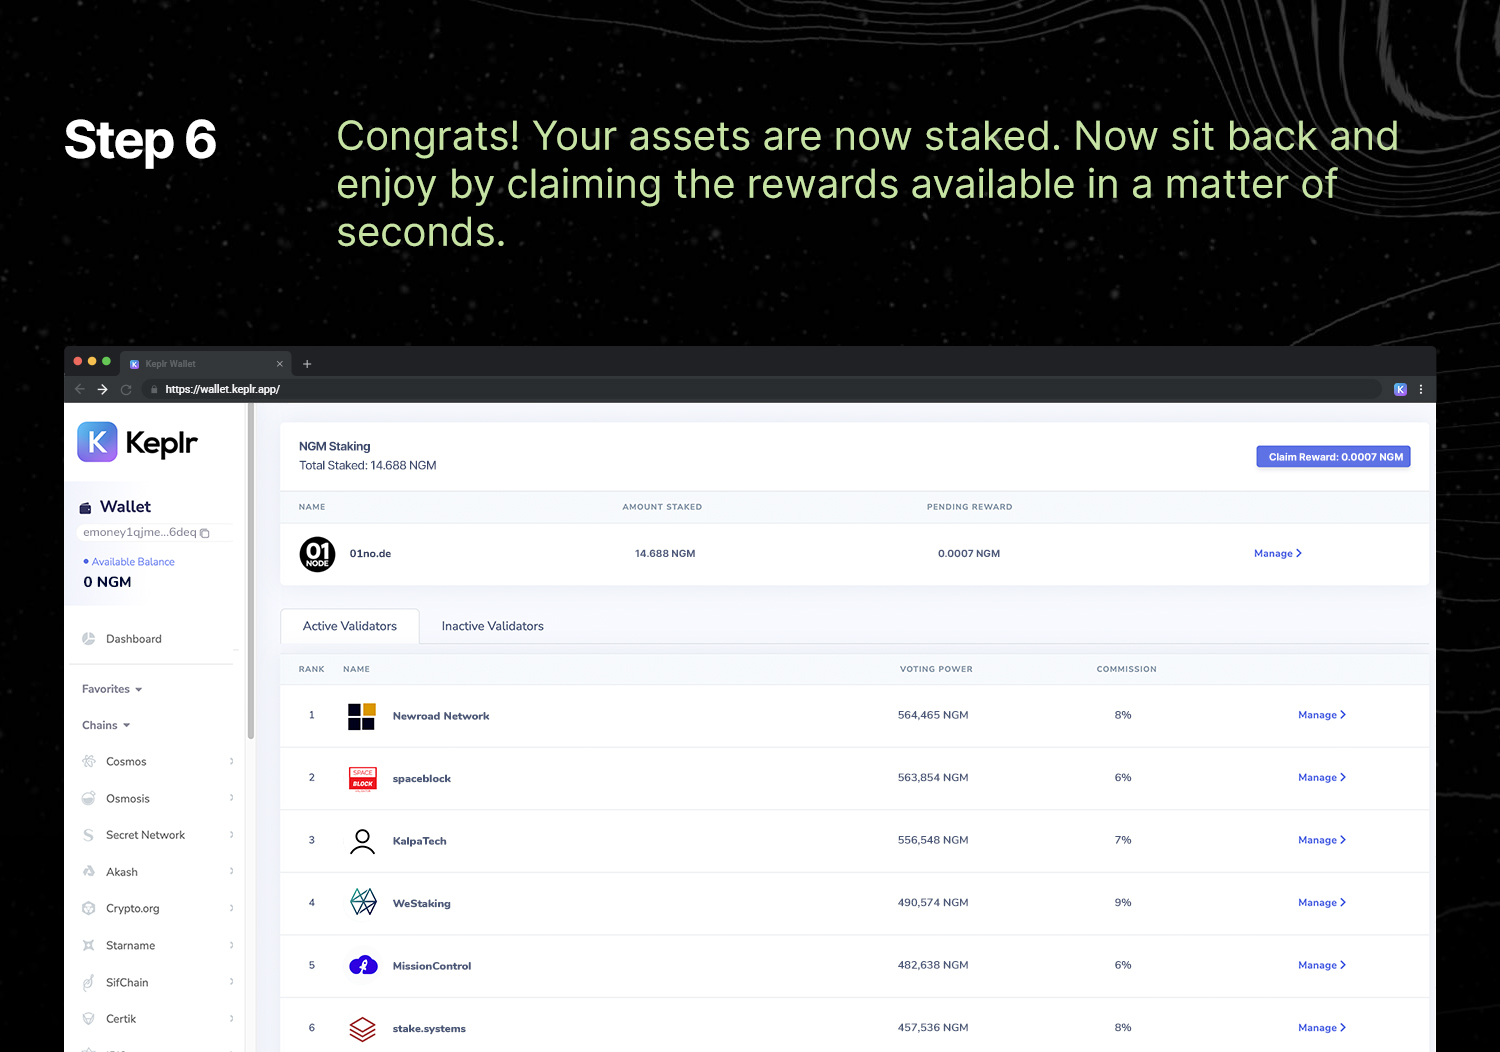 Step 6
Congrats! Your assets are now staked. Now sit back and
enjoy by claiming the rewards available in a matter of
seconds.
Keplr Wallet
https://wallet.keplr.app/
K
K Keplr
Wallet
emoney1qjme...6deq
Available Balance
0 NGM
Dashboard
Favorites
Chains
Cosmos
Osmosis
Secret Network
Akash
Crypto.org
Starname
SifChain
Certik
NGM Staking
Total Staked: 14.688 NGM
Claim Reward: 0.0007 NGM
NAME AMOUNT STAKED PENDING REWARD
01 NODE 01no.de 14.688 NGM 0.0007 NGM Manage
Active Validators Inactive Validators
RANK NAME VOTING POWER COMMISSION
1 Newroad Network 564,465 NGM 8% Manage
2 SPACE BLOCK spaceblock 563,854 NGM 6% Manage
3 KalpaTech 556,548 NGM 7% Manage
4 WeStaking 490,574 NGM 9% Manage
5 MissionControl 482,638 NGM 6% Manage
6 stake.systems 457,536 NGM 8% Manage